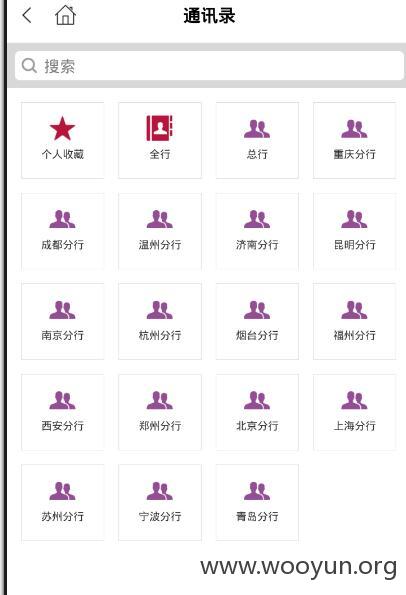 通讯录
搜索
个人收藏 全行 总行 重庆分行
成都分行 温州分行 济南分行 昆明分行
南京分行 杭州分行 烟台分行 福州分行
西安分行 郑州分行 北京分行 上海分行
苏州分行 宁波分行 青岛分行
www.wooyun.org